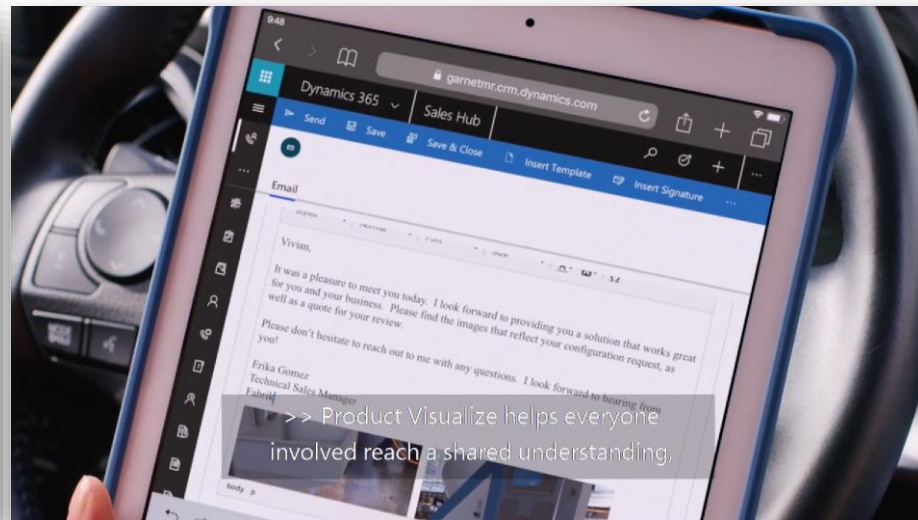 9:48
garnetmr.crm.dynamics.com
Dynamics 365
Sales Hub
Send
Save
Save & Close
Insert Template
Insert Signature
Email
Vivian,
It was a pleasure to meet you today. I look forward to providing you a solution that works great
for you and your business. Please find the images that reflect your configuration request, as
well as a quote for your review.
Please don't hesitate to reach out to me with any questions. I look forward to hearing from
you!
Erika Gomez
Technical Sales Manager
Fabrik
>> Product Visualize helps everyone
involved reach a shared understanding,
body p